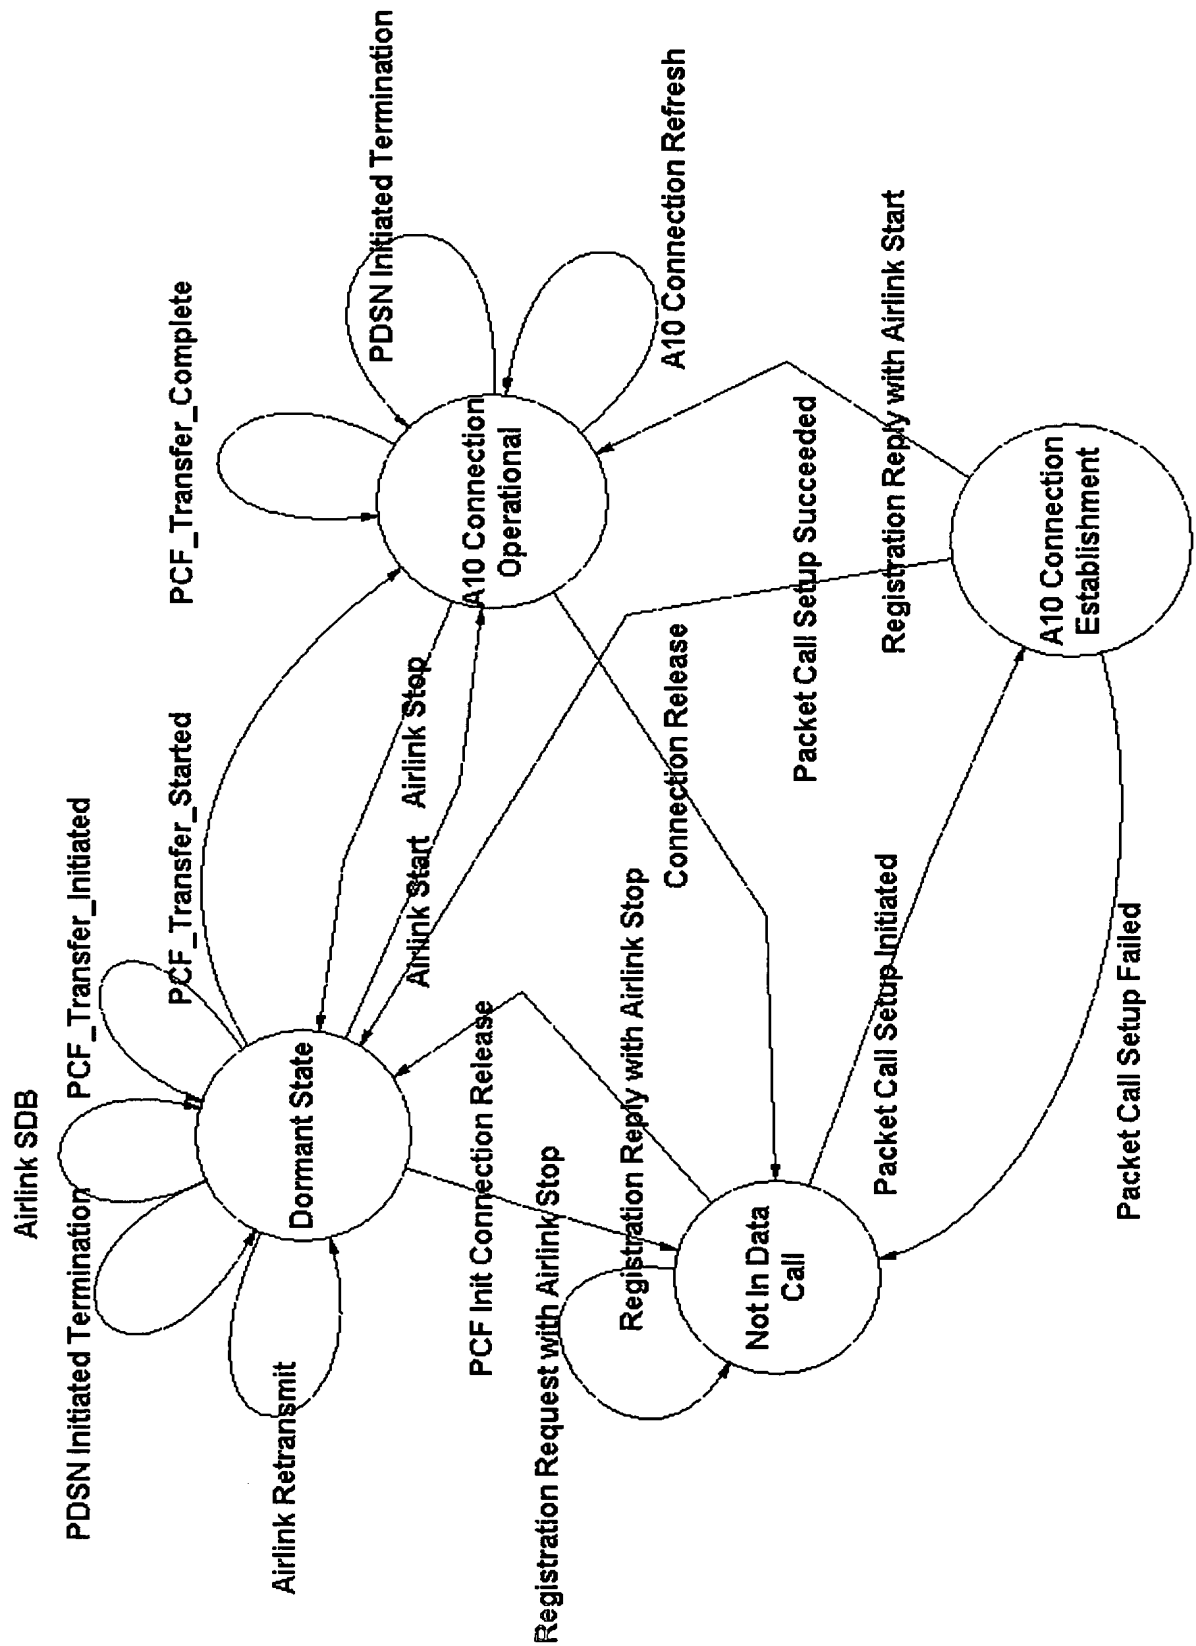 Airlink SDB
PDSN Initiated Termination
PCF_Transfer_Initiated
PCF_Transfer_Started
PCF_Transfer_Complete
Airlink Retransmit
Dormant State
PDSN Initiated Termination
Airlink Start
Airlink Stop
A10 Connection
Operational
PCF Init Connection Release
Registration Request with Airlink Stop
Registration Reply with Airlink Stop
Connection Release
A10 Connection Refresh
Not In Data
Call
Packet Call Setup Succeeded
Packet Call Setup Initiated
Registration Reply with Airlink Start
A10 Connection
Establishment
Packet Call Setup Failed